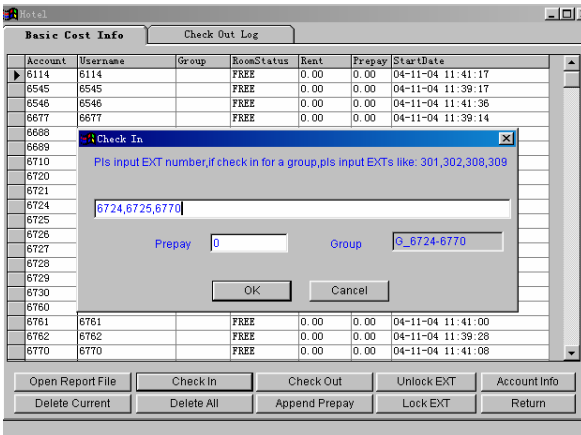 Hotel
Basic Cost Info Check Out Log
Account Username Group RoomStatus Rent Prepay StartDate
6114 6114 FREE 0.00 0.00 04-11-04 11:41:17
6545 6545 FREE 0.00 0.00 04-11-04 11:39:17
6546 6546 FREE 0.00 0.00 04-11-04 11:41:36
6677 6677 FREE 0.00 0.00 04-11-04 11:39:14
6688
6689
6710
6720
6721
6724
6725
6726
6727
6728
6729
6730
6760
Check In
Pls input EXT number,if check in for a group,pls input EXTs like: 301,302,308,309
6724,6725,6770
Prepay 0 Group G_6724-6770
OK Cancel
6761 6761 FREE 0.00 0.00 04-11-04 11:41:00
6762 6762 FREE 0.00 0.00 04-11-04 11:39:28
6770 6770 FREE 0.00 0.00 04-11-04 11:41:08
Open Report File Check In Check Out Unlock EXT Account Info
Delete Current Delete All Append Prepay Lock EXT Return